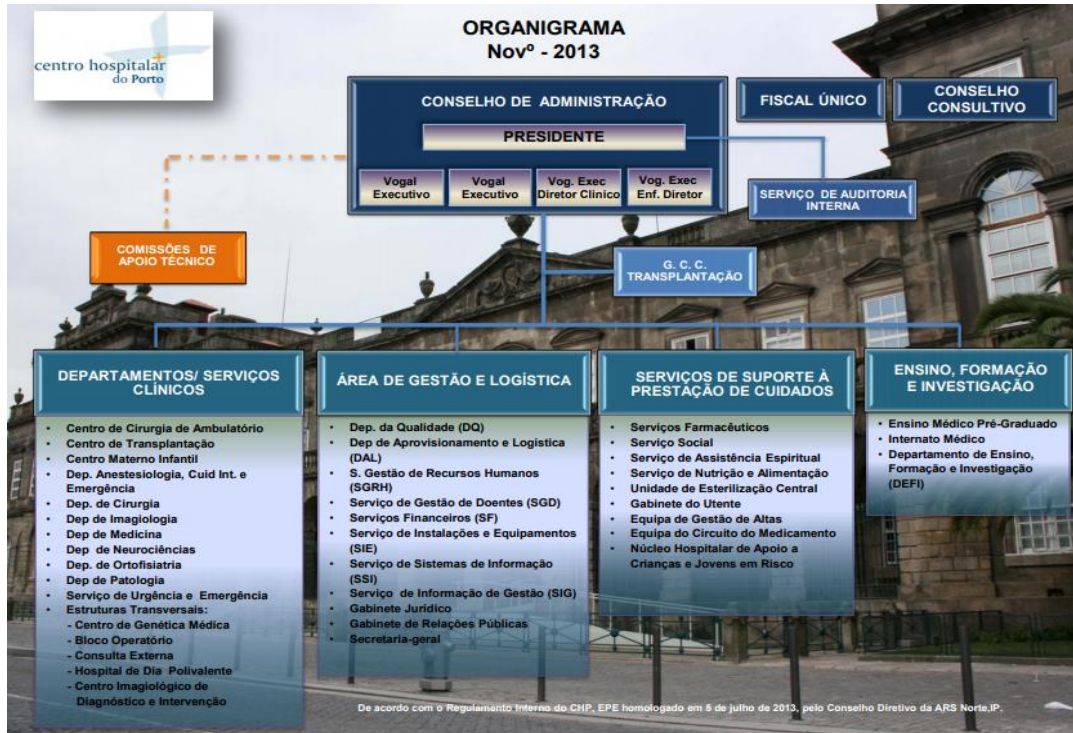 centro hospitalar
do Porto
ORGANIGRAMA
Novº - 2013
CONSELHO DE ADMINISTRAÇÃO
PRESIDENTE
Vogal
Executivo
Vogal
Executivo
Vog. Exec
Diretor Clinico
Vog. Exec
Enf. Diretor
FISCAL ÚNICO
CONSELHO
CONSULTIVO
SERVIÇO DE AUDITORIA
INTERNA
COMISSÕES DE
APOIO TÉCNICO
G. C. C.
TRANSPLANTAÇÃO
DEPARTAMENTOS/ SERVIÇOS
CLÍNICOS
• Centro de Cirurgia de Ambulatório
• Centro de Transplantação
• Centro Materno Infantil
• Dep. Anestesiologia, Cuid Int. e
Emergência
• Dep. de Cirurgia
• Dep de Imagiologia
• Dep de Medicina
• Dep de Neurociências
• Dep. de Ortofisiatria
• Dep de Patologia
• Serviço de Urgência e Emergência
• Estruturas Transversais:
- Centro de Genética Médica
- Bloco Operatório
- Consulta Externa
- Hospital de Dia Polivalente
- Centro Imagiológico de
Diagnóstico e Intervenção
ÁREA DE GESTÃO E LOGÍSTICA
• Dep. da Qualidade (DQ)
• Dep de Aprovisionamento e Logística
(DAL)
• S. Gestão de Recursos Humanos
(SGRH)
• Serviço de Gestão de Doentes (SGD)
• Serviços Financeiros (SF)
• Serviço de Instalações e Equipamentos
(SIE)
• Serviço de Sistemas de Informação
(SSI)
• Serviço de Informação de Gestão (SIG)
• Gabinete Jurídico
• Gabinete de Relações Públicas
• Secretaria-geral
SERVIÇOS DE SUPORTE À
PRESTAÇÃO DE CUIDADOS
• Serviços Farmacêuticos
• Serviço Social
• Serviço de Assistência Espiritual
• Serviço de Nutrição e Alimentação
• Unidade de Esterilização Central
• Gabinete do Utente
• Equipa de Gestão de Altas
• Equipa do Circuito do Medicamento
• Núcleo Hospitalar de Apoio a
Crianças e Jovens em Risco
ENSINO, FORMAÇÃO
E INVESTIGAÇÃO
• Ensino Médico Pré-Graduado
• Internato Médico
• Departamento de Ensino,
Formação e Investigação
(DEFI)
1
De acordo com o Regulamento Interno do CHP, EPE homologado em 5 de julho de 2013, pelo Conselho Diretivo da ARS Norte,IP.